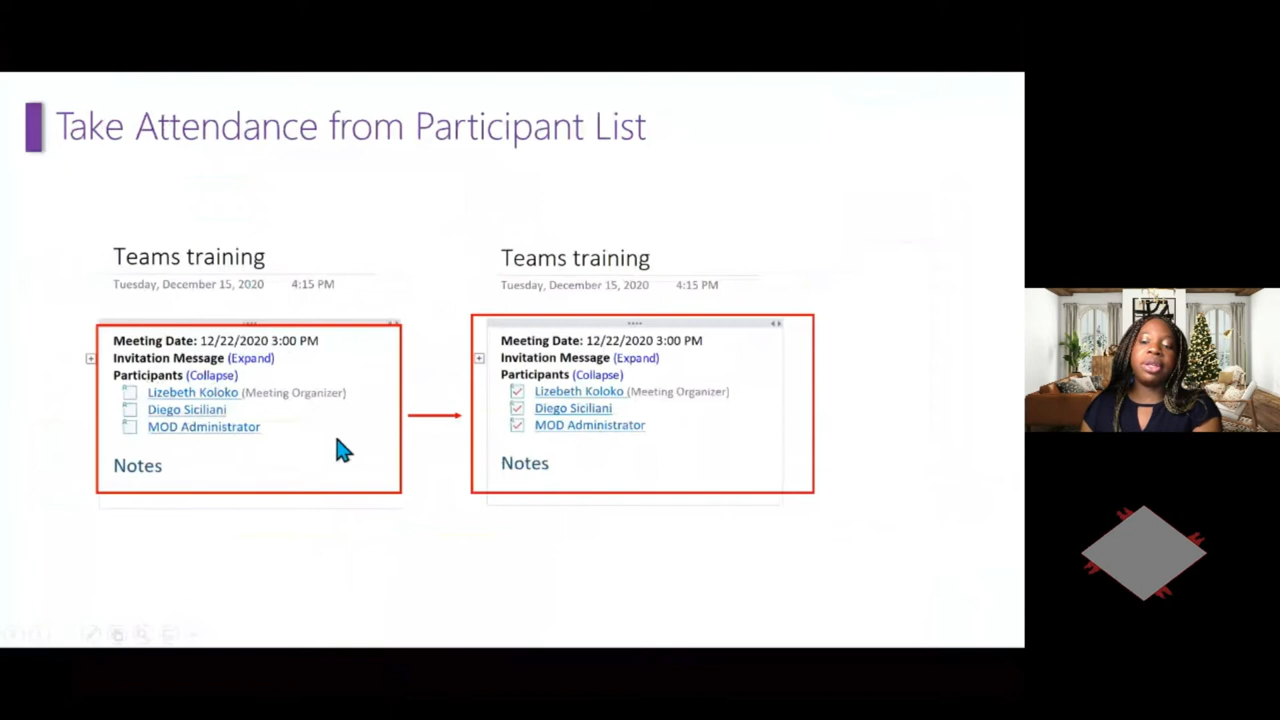 Take Attendance from Participant List
Teams training
Tuesday, December 15, 2020 4:15 PM
Meeting Date: 12/22/2020 3:00 PM
Invitation Message (Expand)
Participants (Collapse)
Lizebeth Koloko (Meeting Organizer)
Diego Siciliani
MOD Administrator
Notes
Teams training
Tuesday, December 15, 2020 4:15 PM
Meeting Date: 12/22/2020 3:00 PM
Invitation Message (Expand)
Participants (Collapse)
Lizebeth Koloko (Meeting Organizer)
Diego Siciliani
MOD Administrator
Notes